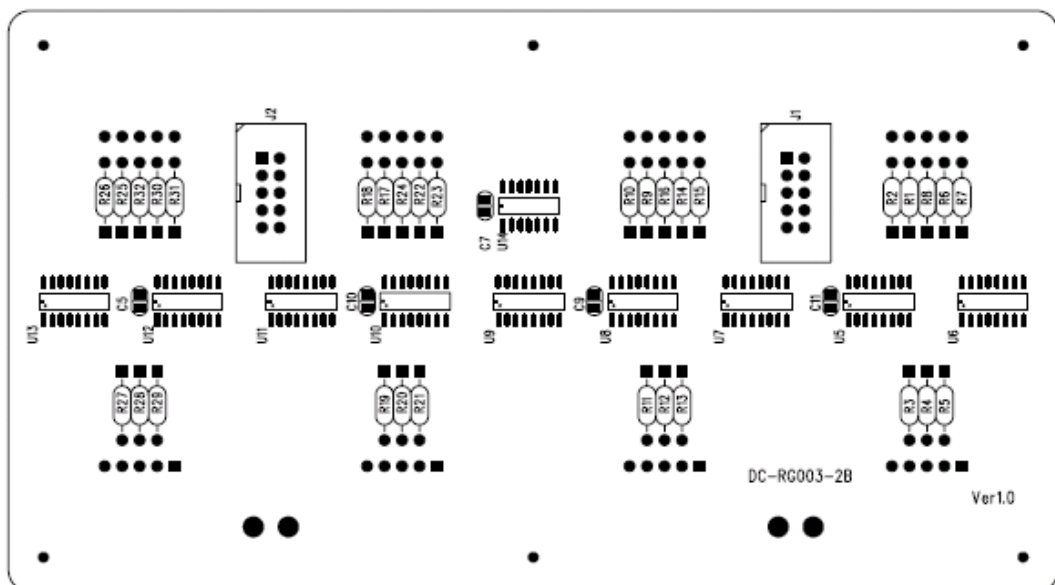 J2
J1
R26
R25
R32
R30
R31
R18
R17
R24
R22
R23
R10
R9
R16
R14
R15
R2
R1
R8
R6
R7
C7
U14
C5
C10
C9
C11
U13
U12
U11
U10
U9
U8
U7
U5
U6
R27
R28
R29
R19
R20
R21
R11
R12
R13
R3
R4
R5
DC-RG003-2B
Ver1.0